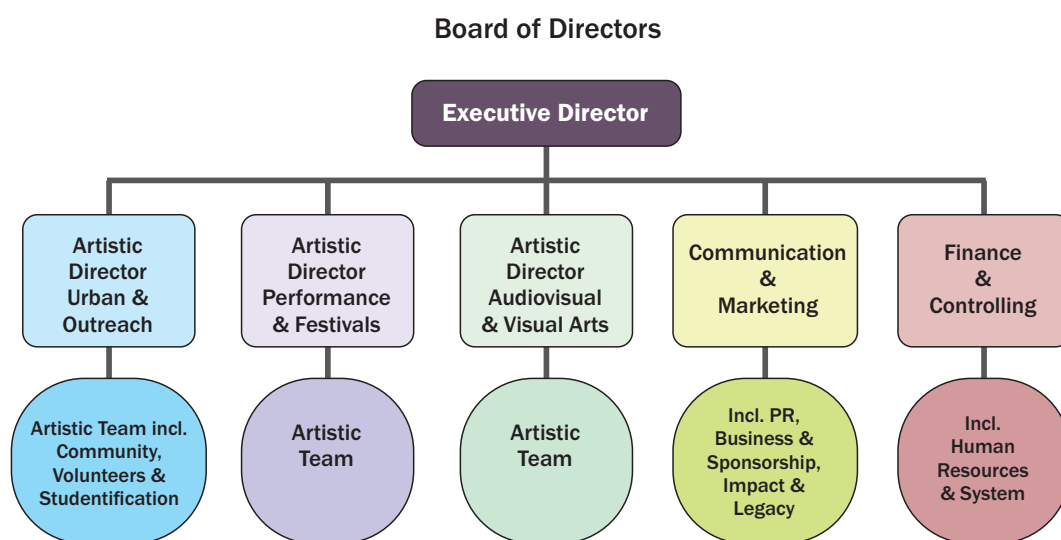 Board of Directors
Executive Director
Artistic
Director
Urban &
Outreach
Artistic
Director
Performance
& Festivals
Artistic
Director
Audiovisual
& Visual Arts
Communication
&
Marketing
Finance
&
Controlling
Artistic Team incl.
Community,
Volunteers &
Studentification
Artistic
Team
Artistic
Team
Incl. PR,
Business &
Sponsorship,
Impact &
Legacy
Incl.
Human
Resources
& System